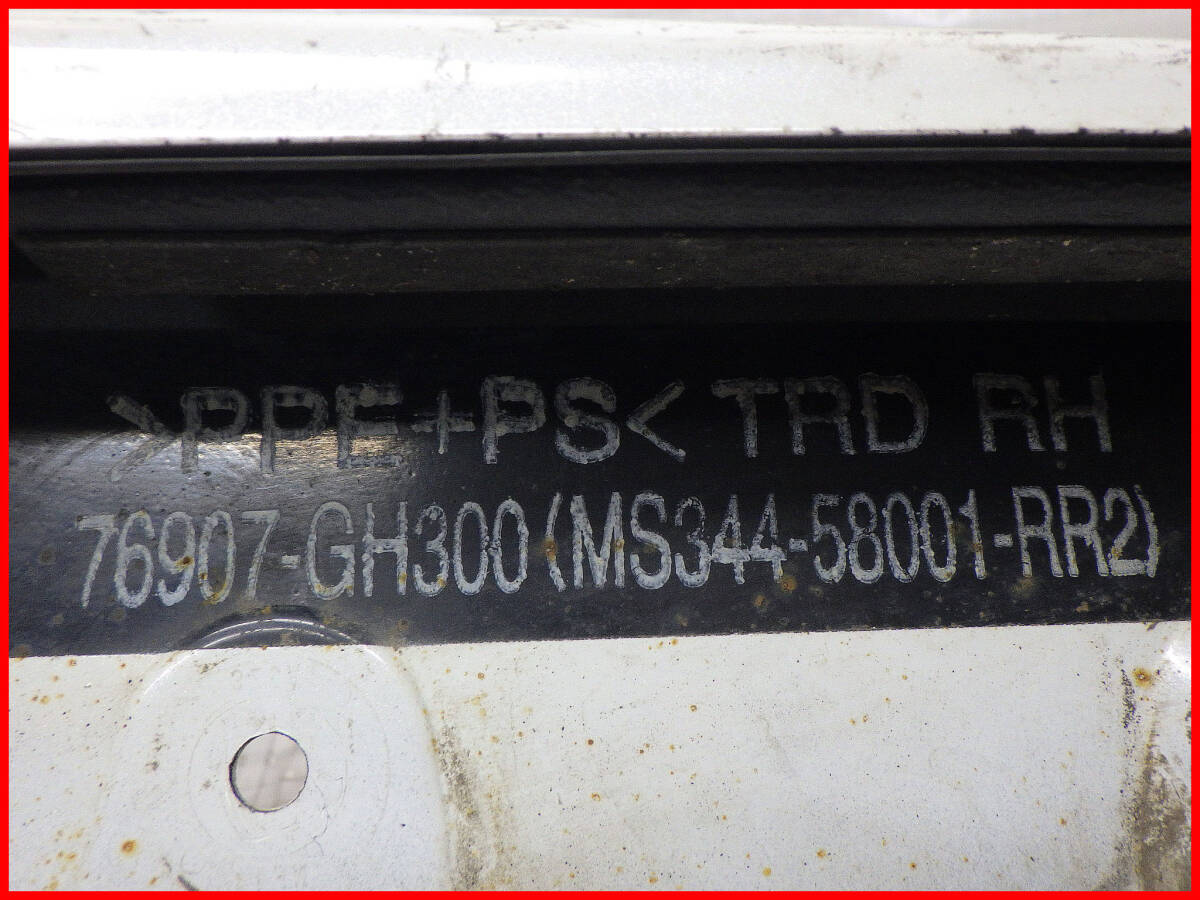 >PPE+PS< TRD RH
76907-GH300(MS344-58001-RR2)